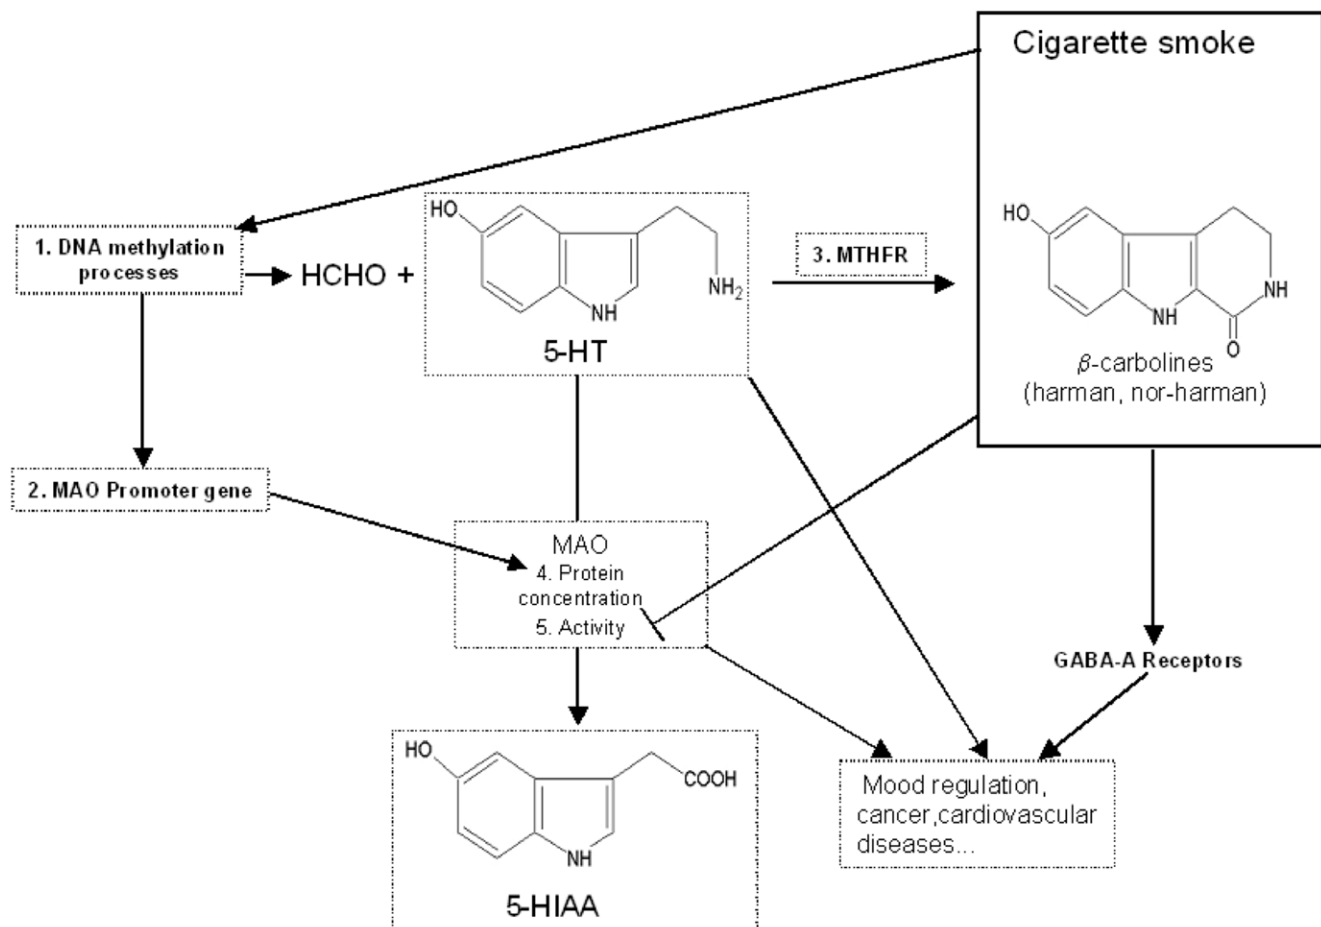 Cigarette smoke
HO
NH2
NH
5-HT
1. DNA methylation
processes
HCHO +
3. MTHFR
HO
NH
NH
O
β-carbolines
(harman, nor-harman)
2. MAO Promoter gene
MAO
4. Protein
concentration
5. Activity
GABA-A Receptors
HO
COOH
NH
5-HIAA
Mood regulation,
cancer,cardiovascular
diseases...